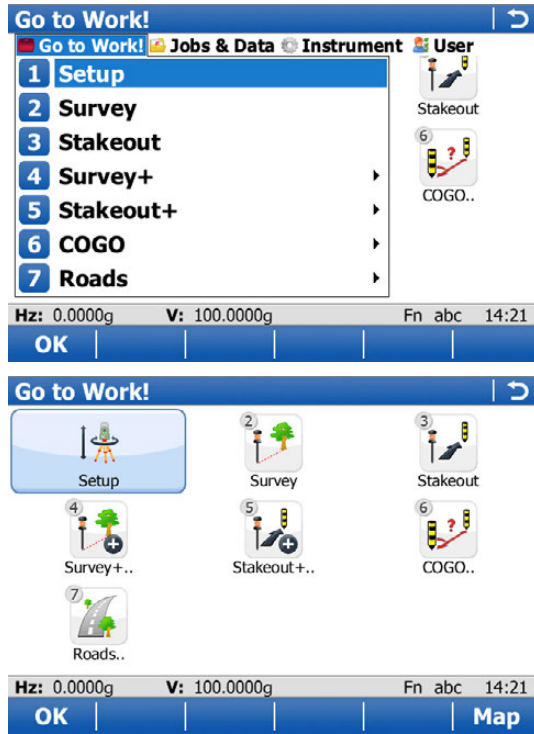 Go to Work!
Go to Work! Jobs & Data Instrument User
1 Setup
2 Survey
3 Stakeout
4 Survey+
5 Stakeout+
6 COGO
7 Roads
Stakeout
6
?
COGO..
Hz: 0.0000g V: 100.0000g Fn abc 14:21
OK
Go to Work!
Setup
2
Survey
3
Stakeout
4
Survey+..
5
Stakeout+..
6
?
COGO..
7
Roads..
Hz: 0.0000g V: 100.0000g Fn abc 14:21
OK Map